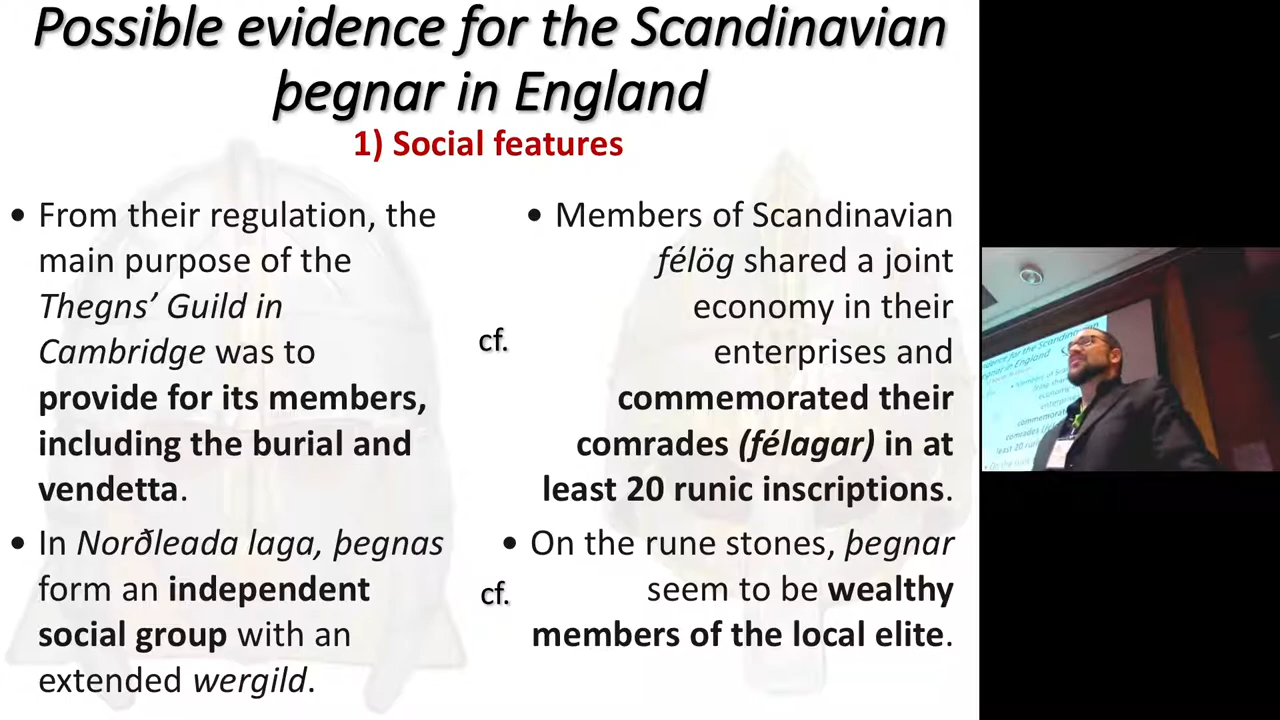 Possible evidence for the Scandinavian
þegnar in England
1) Social features
• From their regulation, the
main purpose of the
Thegns’ Guild in
Cambridge was to
provide for its members,
including the burial and
vendetta.
• In Norðleada laga, þegnas
form an independent
social group with an
extended wergild.
cf.
cf.
• Members of Scandinavian
félög shared a joint
economy in their
enterprises and
commemorated their
comrades (félagar) in at
least 20 runic inscriptions.
• On the rune stones, þegnar
seem to be wealthy
members of the local elite.